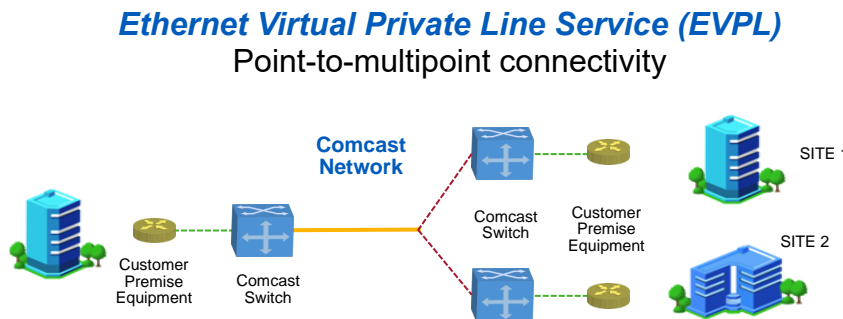 Ethernet Virtual Private Line Service (EVPL)
Point-to-multipoint connectivity
Comcast
Network
SITE 1
Comcast
Switch
Customer
Premise
Equipment
SITE 2
Customer
Premise
Equipment
Comcast
Switch